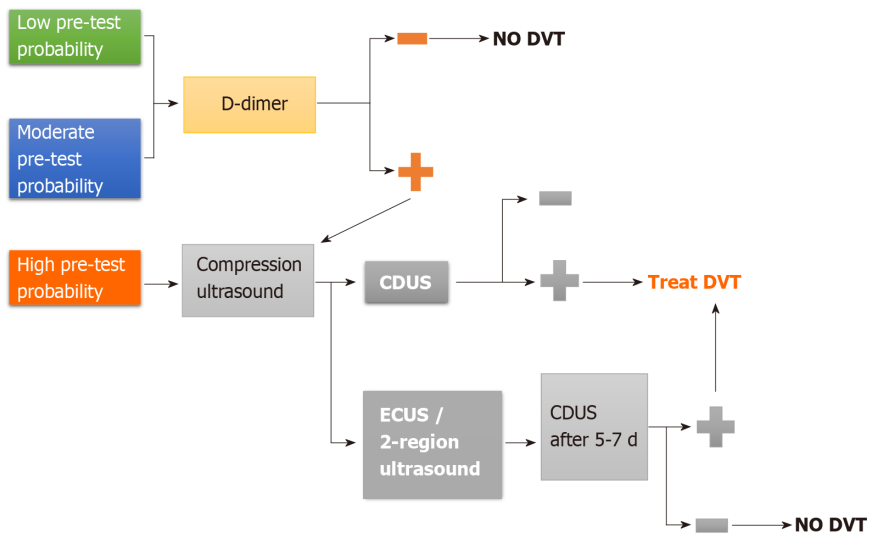 Low pre-test
probability
NO DVT
D-dimer
Moderate
pre-test
probability
High pre-test
probability
Compression
ultrasound
CDUS
Treat DVT
ECUS /
2-region
ultrasound
CDUS
after 5-7 d
NO DVT